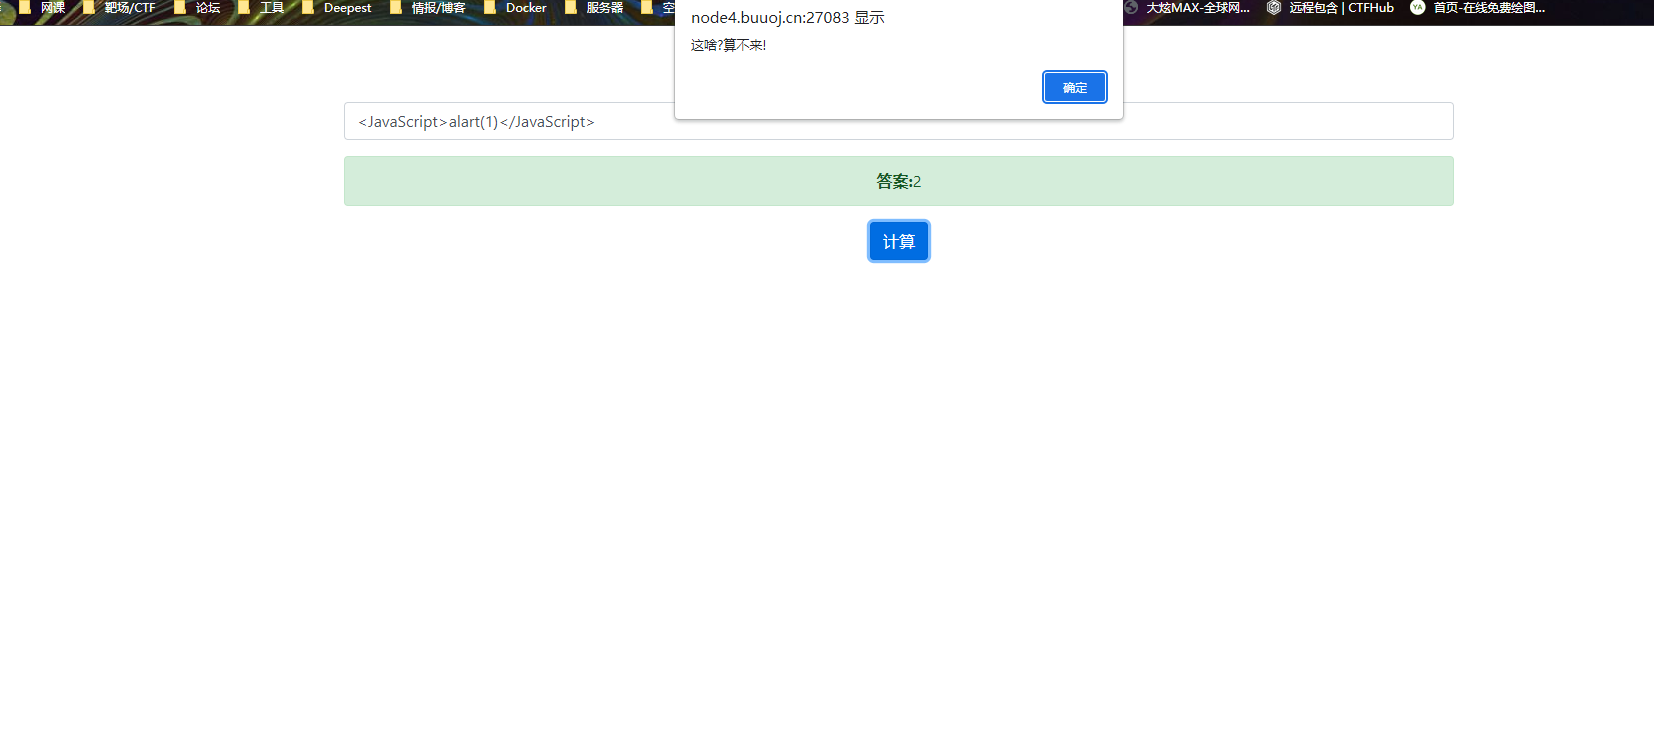 网课 靶场/CTF 论坛 工具 Deepest 情报/博客 Docker 服务器 空 大炫MAX-全球网... 远程包含 | CTFHub YA 首页-在线免费绘图...
node4.buuoj.cn:27083 显示
这啥?算不来!
确定
<JavaScript>alart(1)</JavaScript>
答案:2
计算